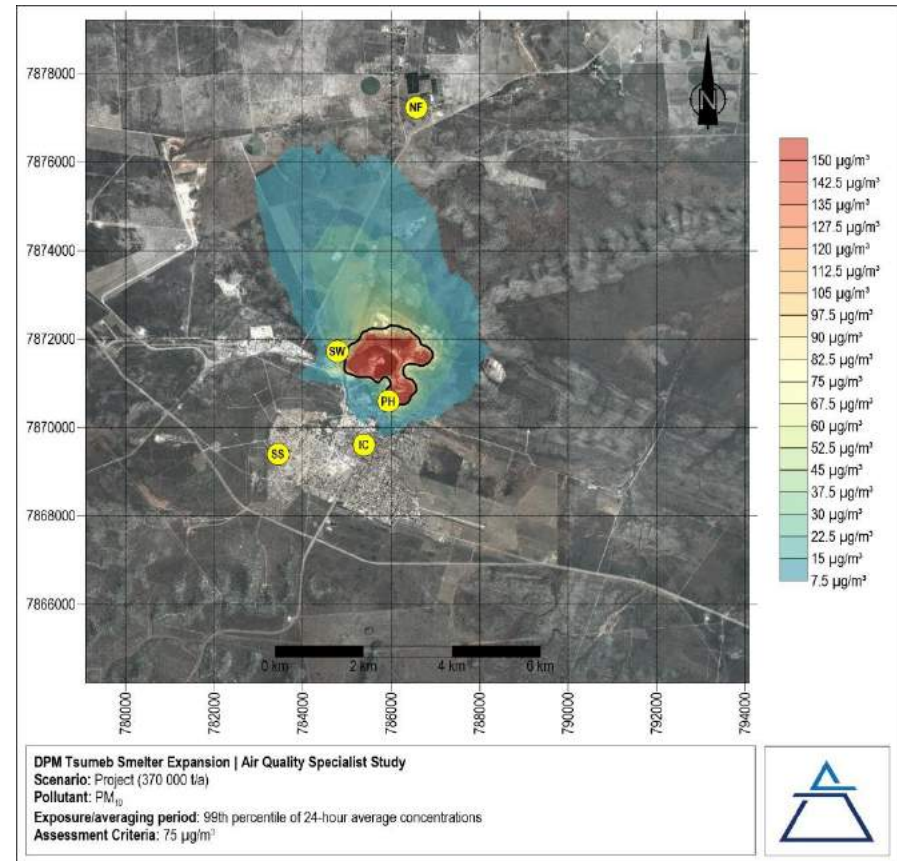 7878000
7876000
7874000
7872000
7870000
7868000
7866000
NF
N
SW
PH
IC
SS
0 km
2 km
4 km
6 km
780000
782000
784000
786000
788000
790000
792000
794000
150 µg/m³
142.5 µg/m³
135 µg/m³
127.5 µg/m³
120 µg/m³
112.5 µg/m³
105 µg/m³
97.5 µg/m³
90 µg/m³
82.5 µg/m³
75 µg/m³
67.5 µg/m³
60 µg/m³
52.5 µg/m³
45 µg/m³
37.5 µg/m³
30 µg/m³
22.5 µg/m³
15 µg/m³
7.5 µg/m³
DPM Tsumeb Smelter Expansion | Air Quality Specialist Study
Scenario: Project (370 000 t/a)
Pollutant: PM₁₀
Exposure/averaging period: 99th percentile of 24-hour average concentrations
Assessment Criteria: 75 µg/m³